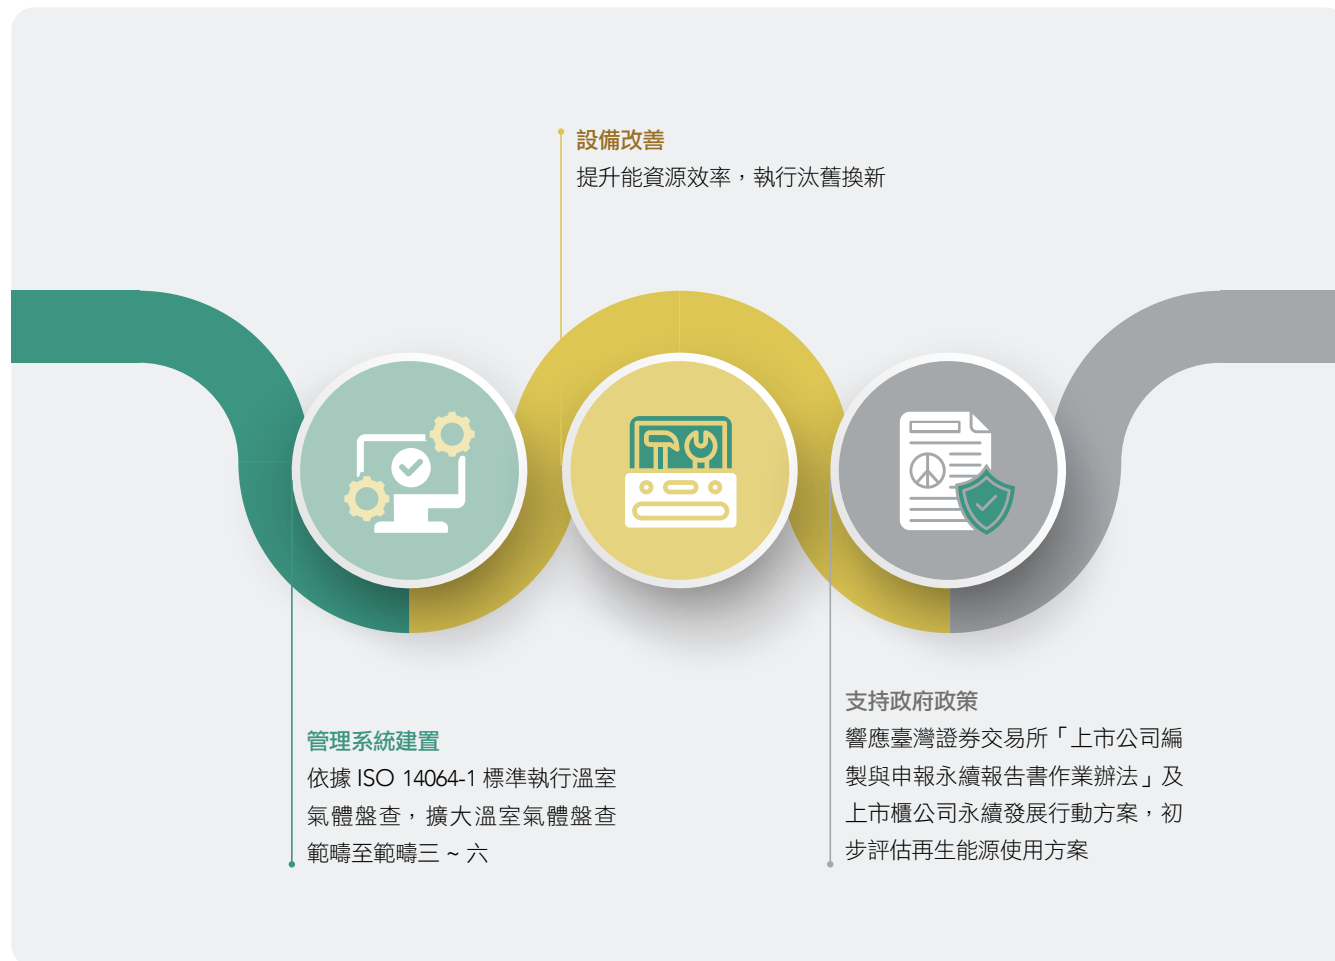 設備改善
提升能資源效率，執行汰舊換新
管理系統建置
依據 ISO 14064-1 標準執行溫室
氣體盤查，擴大溫室氣體盤查
範疇至範疇三 ~ 六
支持政府政策
響應臺灣證券交易所「上市公司編
製與申報永續報告書作業辦法」及
上市櫃公司永續發展行動方案，初
步評估再生能源使用方案